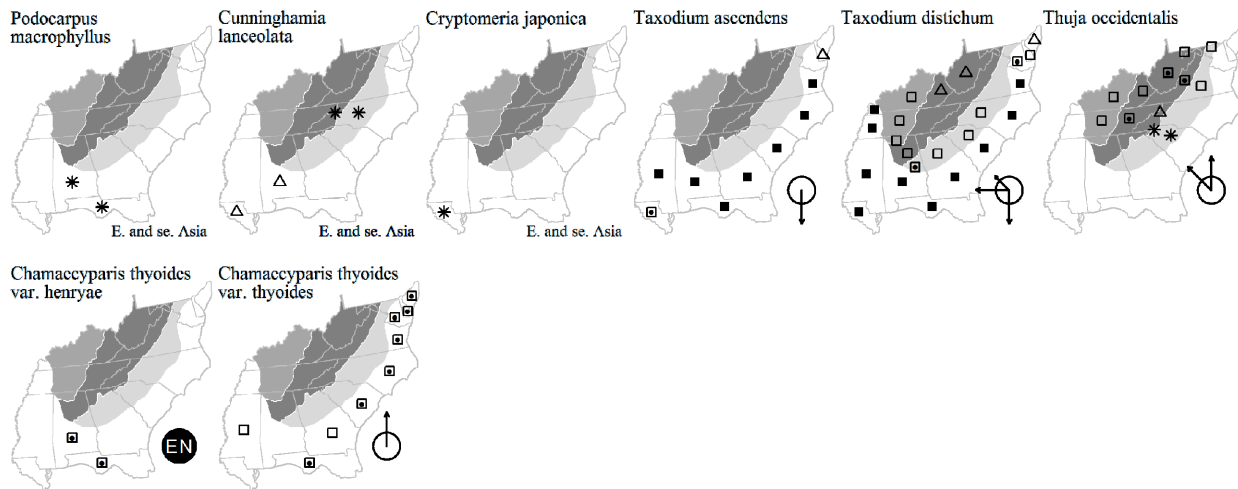 Podocarpus
macrophyllus
E. and se. Asia
Cunninghamia
lanceolata
E. and se. Asia
Cryptomeria japonica
E. and se. Asia
Taxodium ascendens
Taxodium distichum
Thuja occidentalis
Chamaecyparis thyoides
var. henryae
EN
Chamaecyparis thyoides
var. thyoides